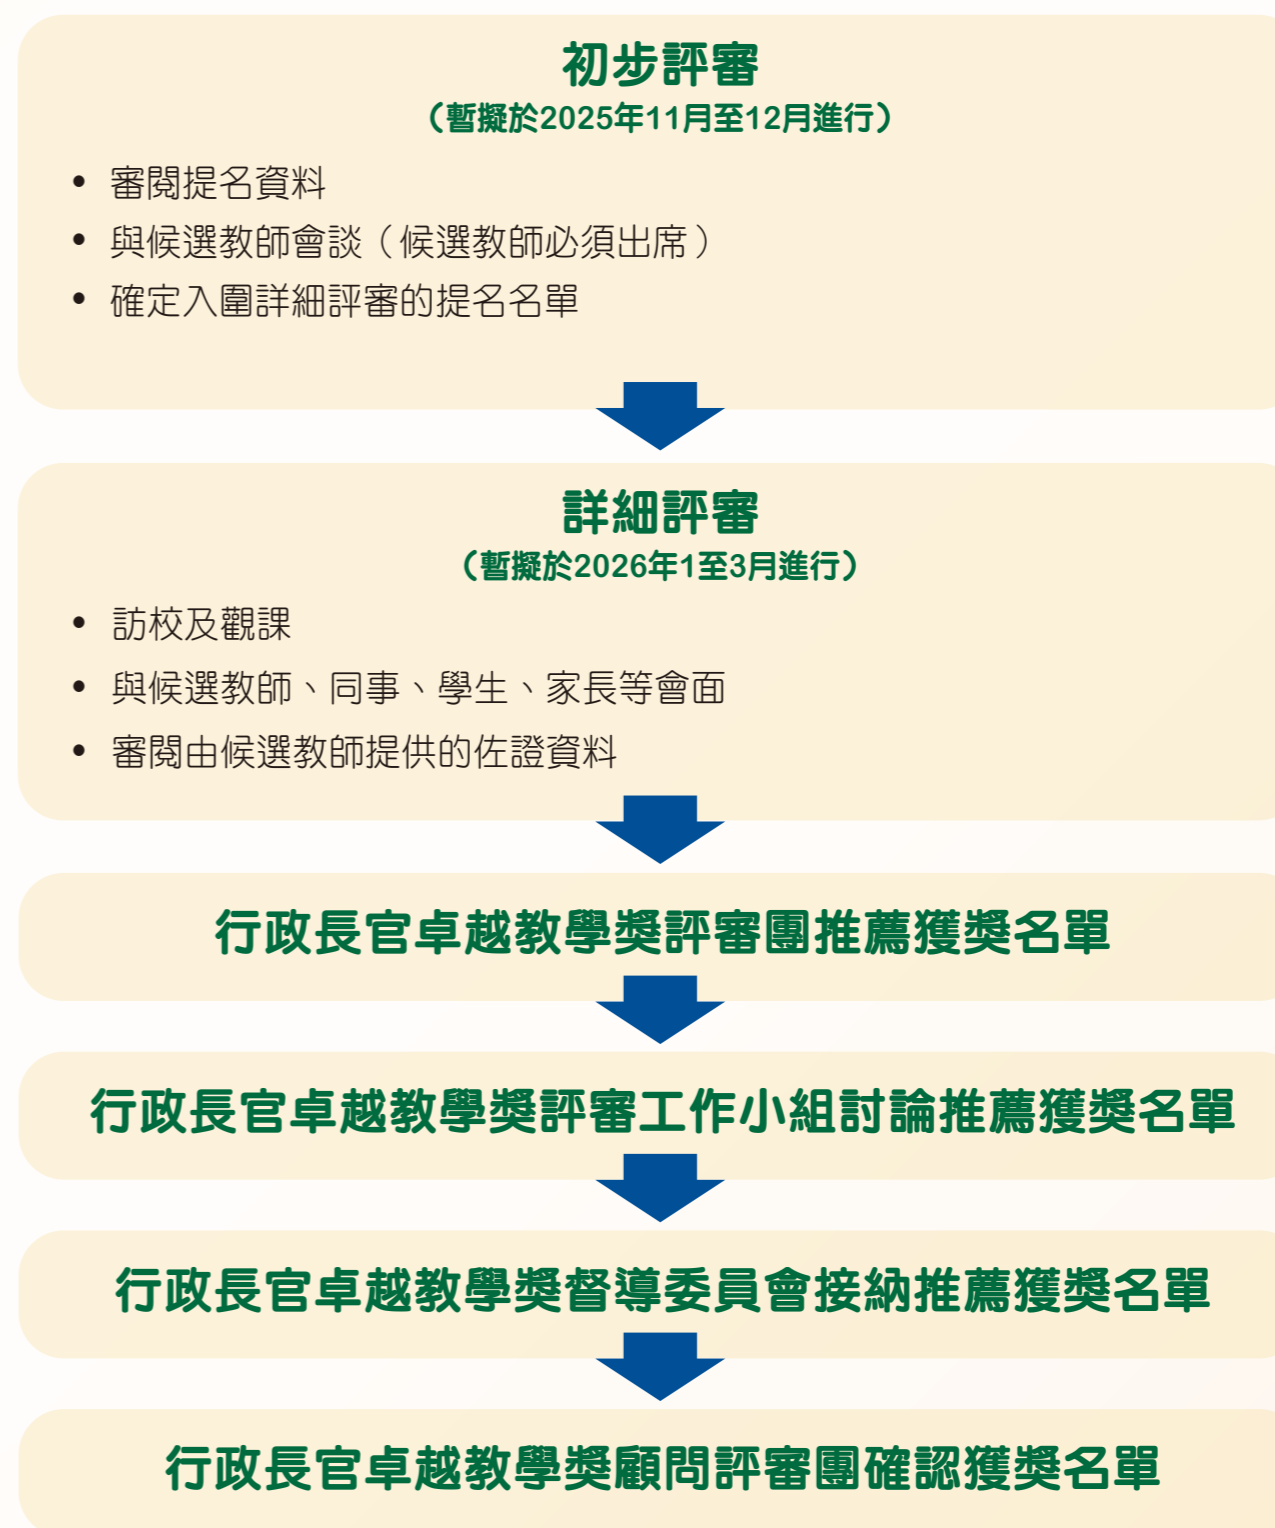 初步評審
（暫擬於2025年11月至12月進行）
• 審閱提名資料
• 與候選教師會談（候選教師必須出席）
• 確定入圍詳細評審的提名名單
詳細評審
（暫擬於2026年1至3月進行）
• 訪校及觀課
• 與候選教師、同事、學生、家長等會面
• 審閱由候選教師提供的佐證資料
行政長官卓越教學獎評審團推薦獲獎名單
行政長官卓越教學獎評審工作小組討論推薦獲獎名單
行政長官卓越教學獎督導委員會接納推薦獲獎名單
行政長官卓越教學獎顧問評審團確認獲獎名單